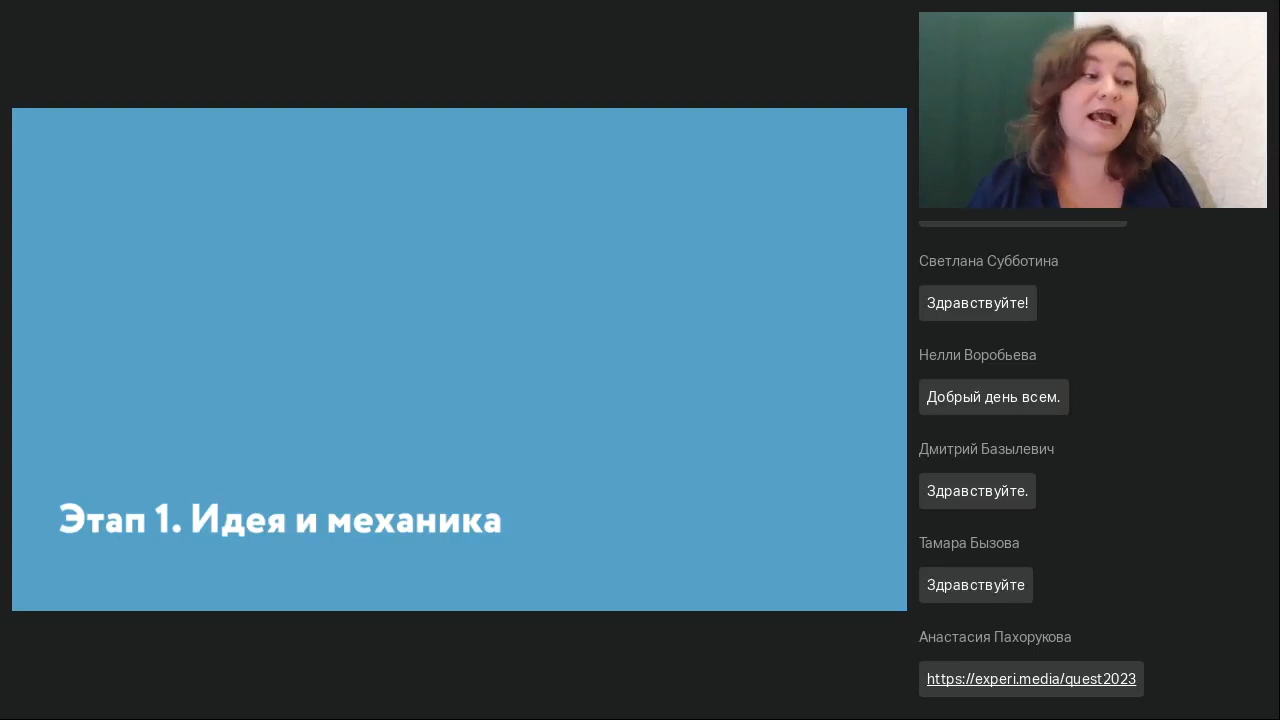 Этап 1. Идея и механика
Светлана Субботина
Здравствуйте!
Нелли Воробьева
Добрый день всем.
Дмитрий Базылевич
Здравствуйте.
Тамара Бызова
Здравствуйте
Анастасия Пахорукова
https://experi.media/quest2023